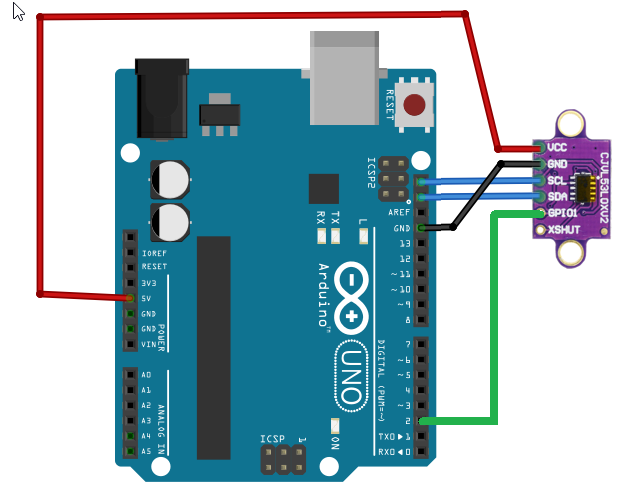 RESET
ICSP2
AREF
GND
13
12
~11
~10
~9
8
7
~6
~5
4
~3
2
TX0►1
RX0◄0
DIGITAL (PWM=~)
RX
TX
L
Arduino™
UNO
ON
ICSP
1
IOREF
RESET
3V3
5V
GND
GND
VIN
POWER
A0
A1
A2
A3
A4
A5
ANALOG IN
VCC
GND
SCL
SDA
GPIO1
XSHUT
CJVL53L0XV2